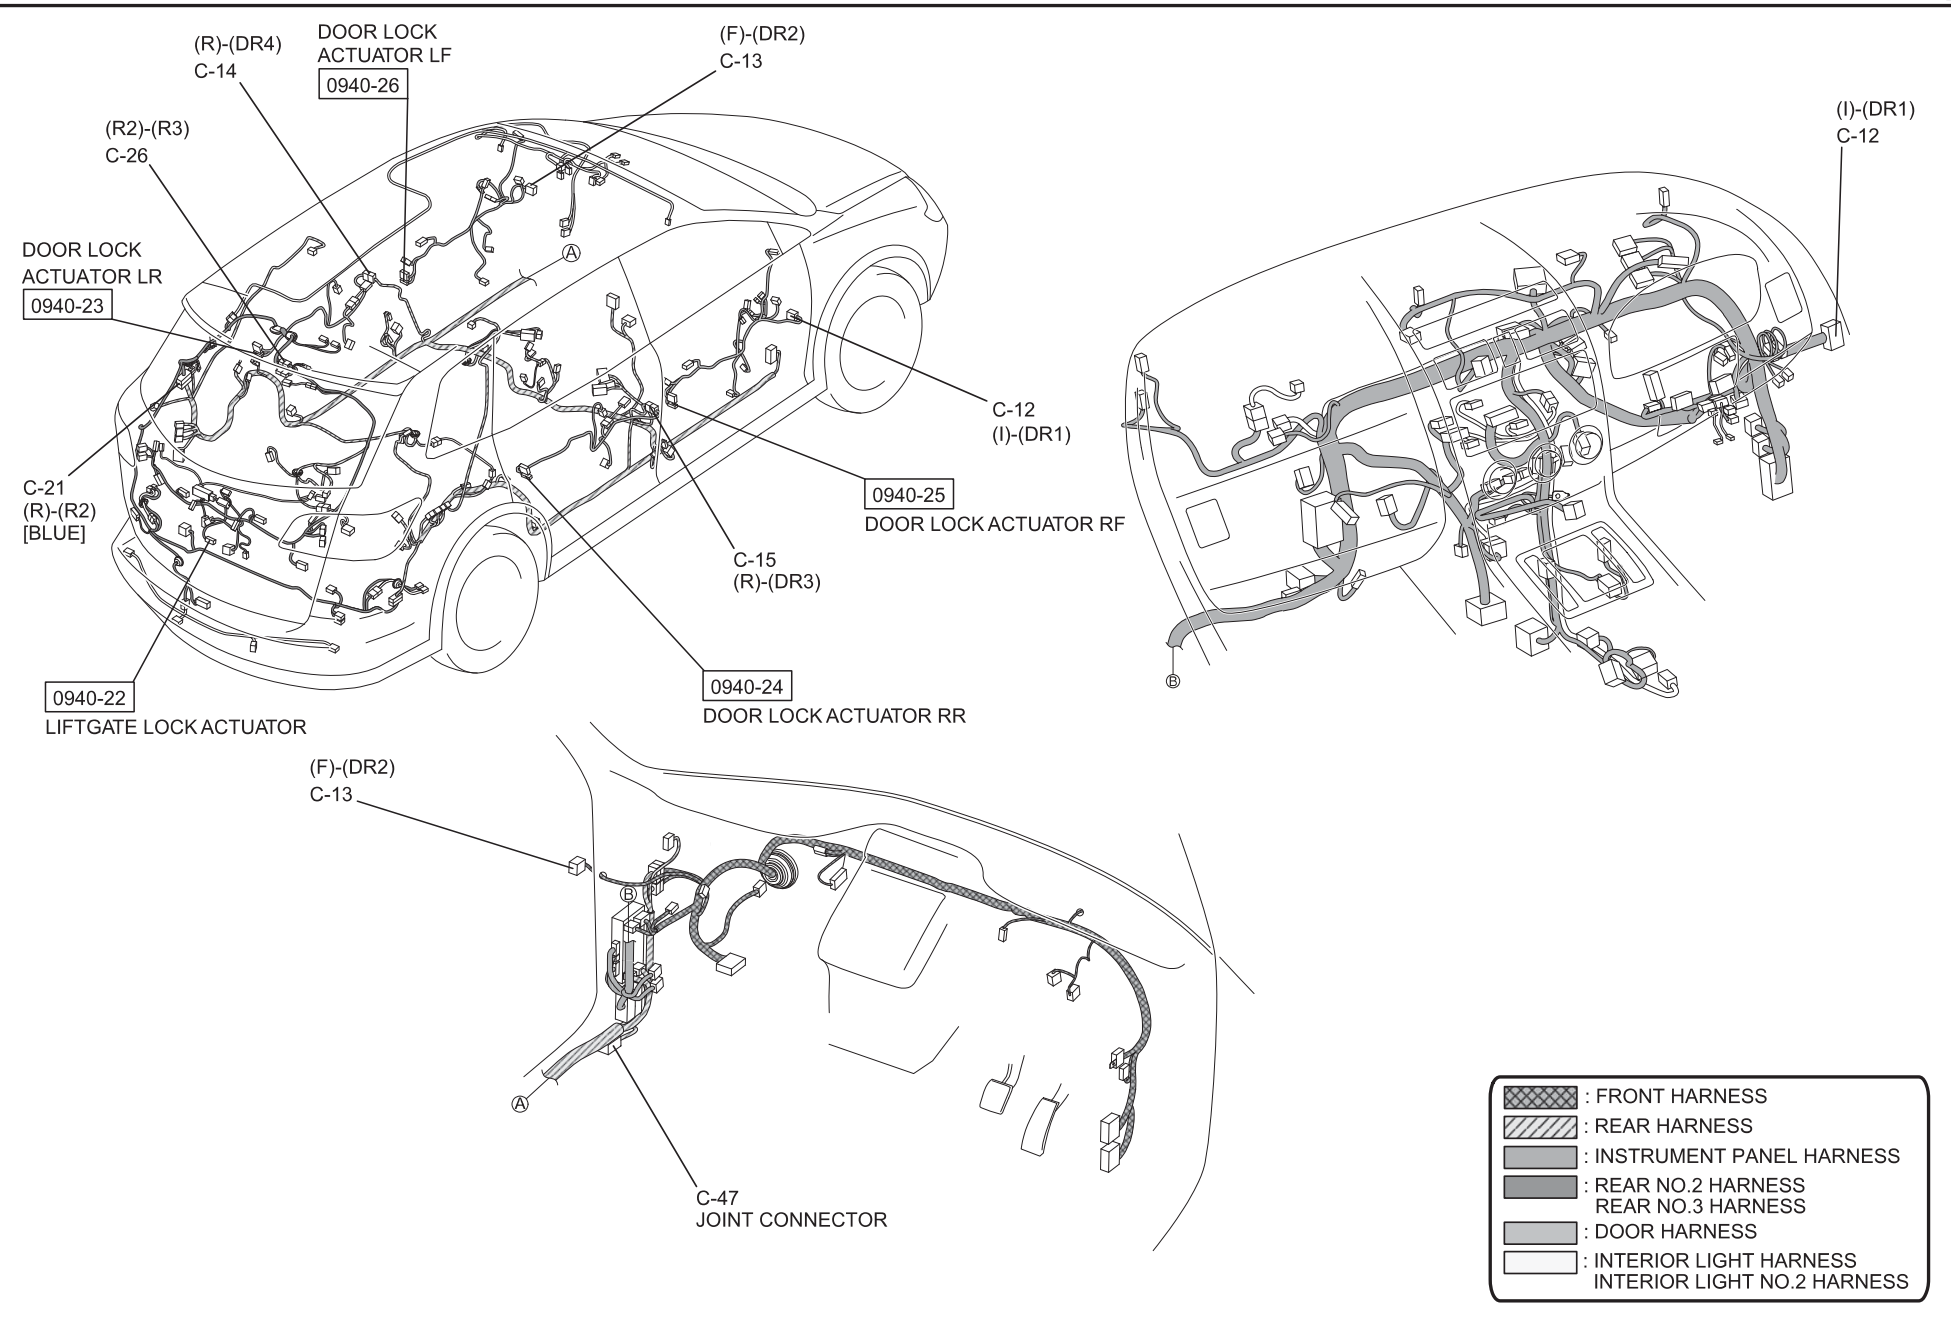 (R)-(DR4)
C-14
DOOR LOCK
ACTUATOR LF
0940-26
(F)-(DR2)
C-13
(R2)-(R3)
C-26
DOOR LOCK
ACTUATOR LR
0940-23
A
C-12
(I)-(DR1)
0940-25
DOOR LOCK ACTUATOR RF
C-21
(R)-(R2)
[BLUE]
C-15
(R)-(DR3)
0940-22
LIFTGATE LOCK ACTUATOR
0940-24
DOOR LOCK ACTUATOR RR
(I)-(DR1)
C-12
B
(F)-(DR2)
C-13
B
A
C-47
JOINT CONNECTOR
: FRONT HARNESS
: REAR HARNESS
: INSTRUMENT PANEL HARNESS
: REAR NO.2 HARNESS
REAR NO.3 HARNESS
: DOOR HARNESS
: INTERIOR LIGHT HARNESS
INTERIOR LIGHT NO.2 HARNESS